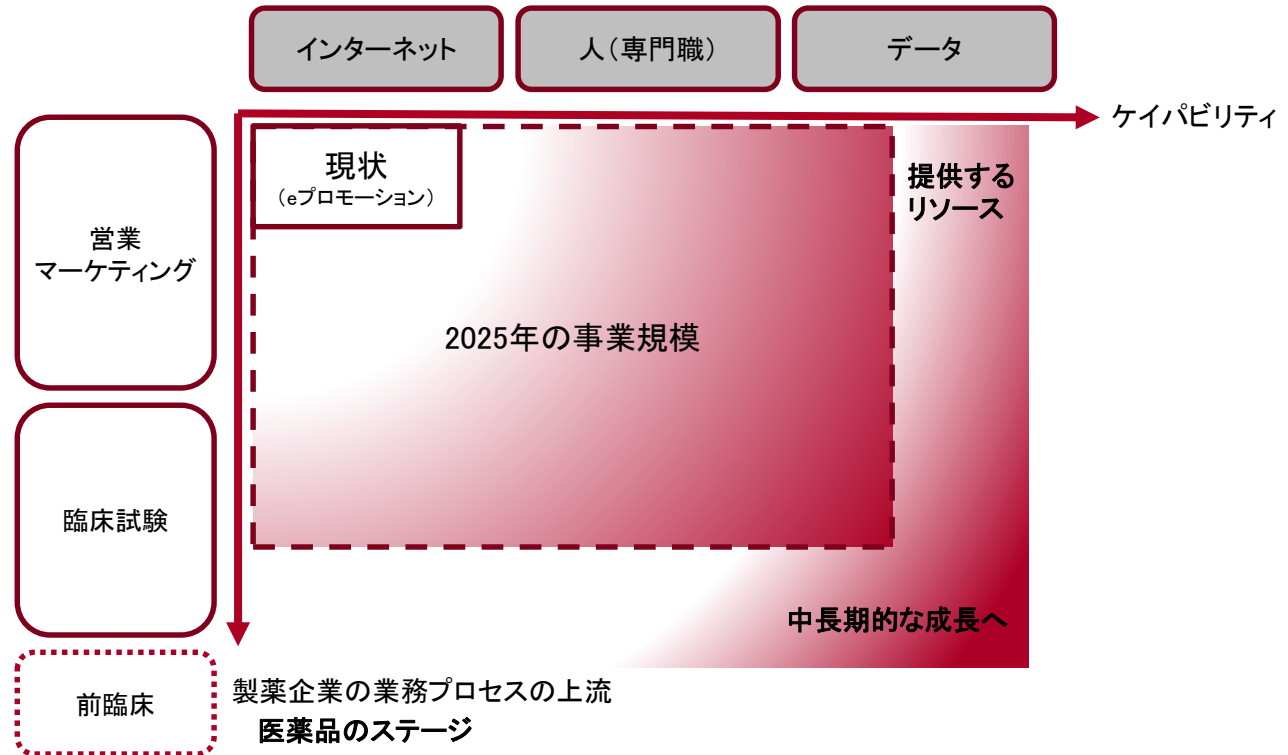 インターネット
人（専門職）
データ
ケイパビリティ
営業
マーケティング
現状
（eプロモーション）
提供する
リソース
2025年の事業規模
臨床試験
中長期的な成長へ
前臨床
製薬企業の業務プロセスの上流
医薬品のステージ